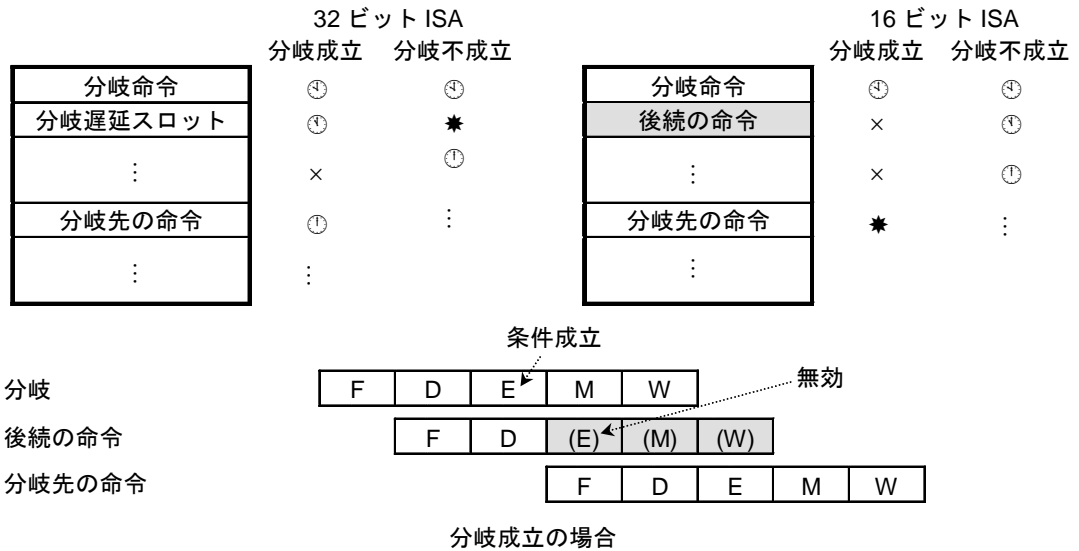 32 ビット ISA 16 ビット ISA
分岐成立 分岐不成立 分岐成立 分岐不成立
分岐命令 分岐命令
分岐遅延スロット 後続の命令
× ×
⋮ ⋮ ×
分岐先の命令 ⋮ 分岐先の命令 ⋮
⋮ ⋮ ⋮
条件成立
分岐 F D E M W 無効
後続の命令 F D (E) (M) (W)
分岐先の命令 F D E M W
分岐成立の場合